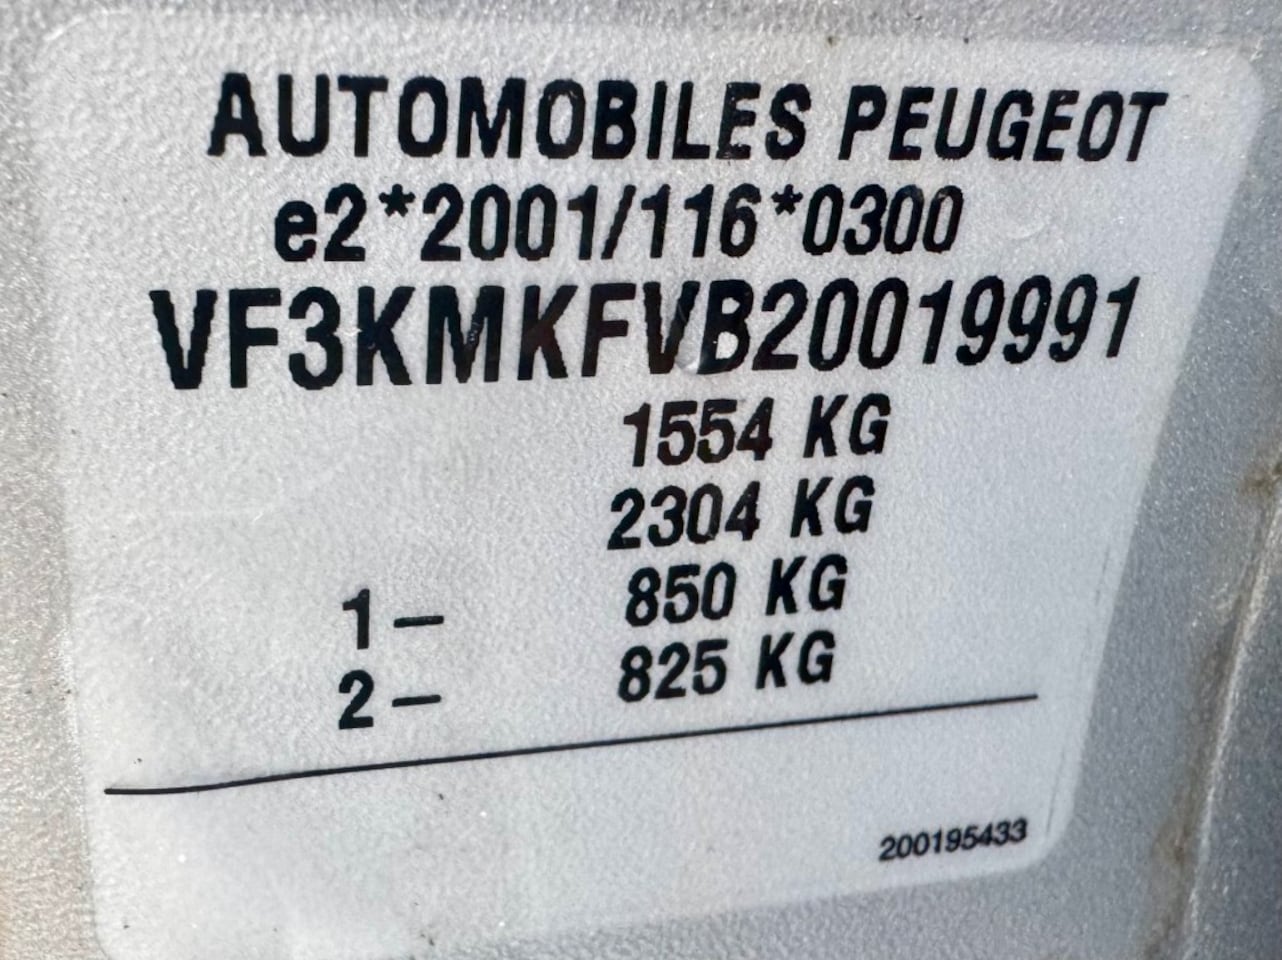 AUTOMOBILES PEUGEOT
e2*2001/116*0300
VF3KMKFVB20019991
1554 KG
2304 KG
1- 850 KG
2- 825 KG
200195433